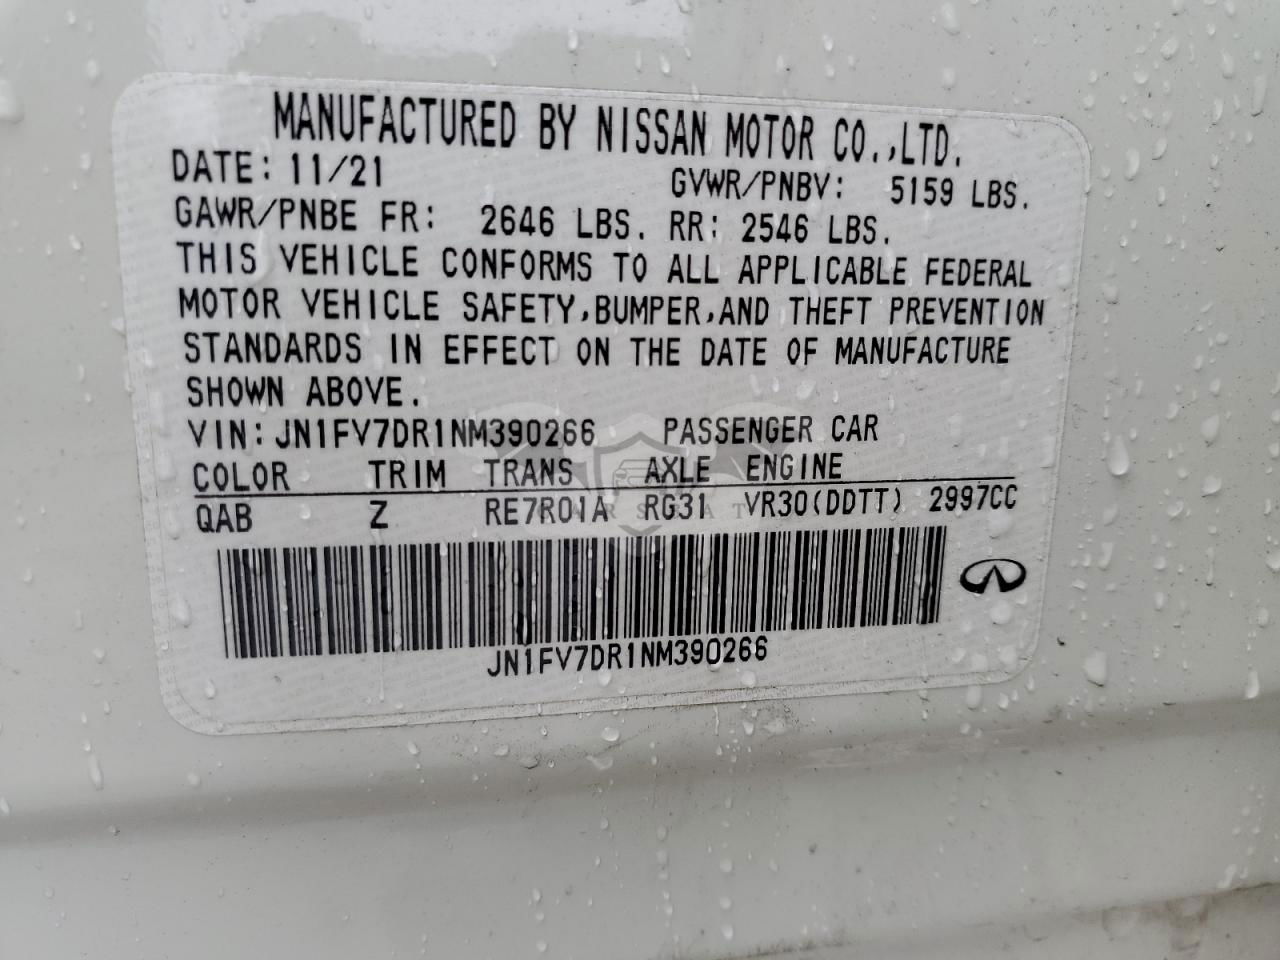 MANUFACTURED BY NISSAN MOTOR CO.,LTD.
DATE: 11/21 GVWR/PNBV: 5159 LBS.
GAWR/PNBE FR: 2646 LBS. RR: 2546 LBS.
THIS VEHICLE CONFORMS TO ALL APPLICABLE FEDERAL
MOTOR VEHICLE SAFETY,BUMPER,AND THEFT PREVENTION
STANDARDS IN EFFECT ON THE DATE OF MANUFACTURE
SHOWN ABOVE.
VIN: JN1FV7DR1NM390266 PASSENGER CAR
COLOR TRIM TRANS AXLE ENGINE
QAB Z RE7R01A RG31 VR30(DDTT) 2997CC
JN1FV7DR1NM390266